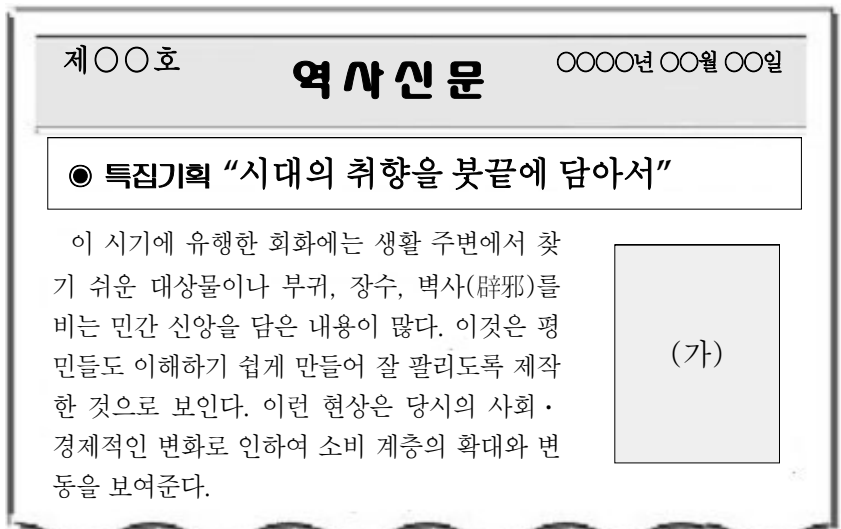 제○○호
역사신문
○○○○년 ○○월 ○○일
◉ 특집기획 “시대의 취향을 붓끝에 담아서”
이 시기에 유행한 회화에는 생활 주변에서 찾
기 쉬운 대상물이나 부귀, 장수, 벽사(辟邪)를
비는 민간 신앙을 담은 내용이 많다. 이것은 평
민들도 이해하기 쉽게 만들어 잘 팔리도록 제작
한 것으로 보인다. 이런 현상은 당시의 사회·
경제적인 변화로 인하여 소비 계층의 확대와 변
동을 보여준다.
(가)